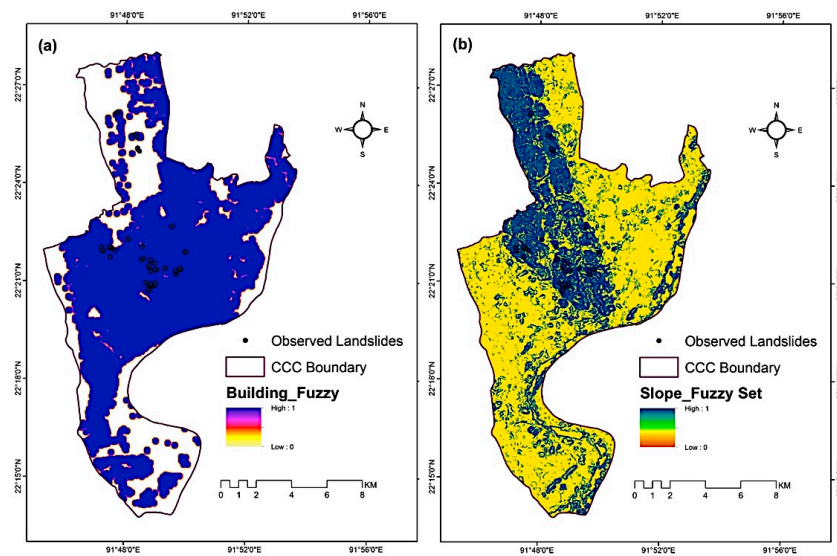 91°48'0"E 91°52'0"E 91°56'0"E
(a)
22°27'0"N
22°24'0"N
22°21'0"N
22°18'0"N
22°15'0"N
N
W E
S
Observed Landslides
CCC Boundary
Building_Fuzzy
High : 1
Low : 0
0 1 2 4 6 8 KM
91°48'0"E 91°52'0"E 91°56'0"E
91°48'0"E 91°52'0"E 91°56'0"E
(b)
22°27'0"N
22°24'0"N
22°21'0"N
22°18'0"N
22°15'0"N
N
W E
S
Observed Landslides
CCC Boundary
Slope_Fuzzy Set
High : 1
Low : 0
0 1 2 4 6 8 KM
91°48'0"E 91°52'0"E 91°56'0"E